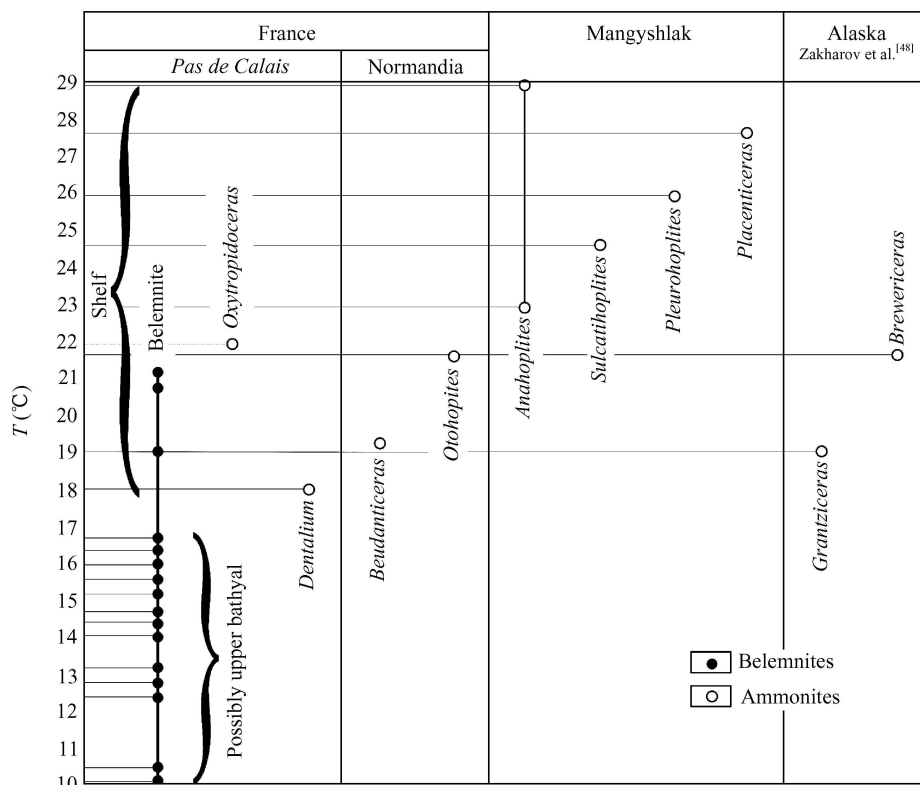 France
Mangyshlak
Alaska
Zakharov et al.[48]
Pas de Calais
Normandia
29
28
27
26
25
24
23
22
21
20
19
18
17
16
15
14
13
12
11
10
T (℃)
Shelf
Belemnite
Possibly upper bathyal
Oxytropidoceras
Dentalium
Beudanticeras
Otohopites
Anahoplites
Sulcatihoplites
Pleurohoplites
Placenticeras
Grantziceras
Brewericeras
Belemnites
Ammonites